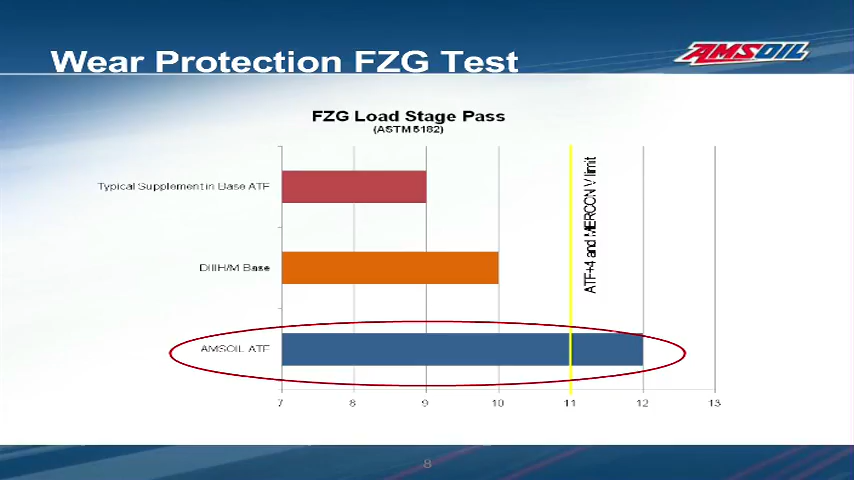 Wear Protection FZG Test
AMSOIL
FZG Load Stage Pass
(ASTM 5182)
Typical Supplement in Base ATF
DIIIH/M Base
AMSOIL ATF
ATF+4 and MERCON V limit
7 8 9 10 11 12 13
8